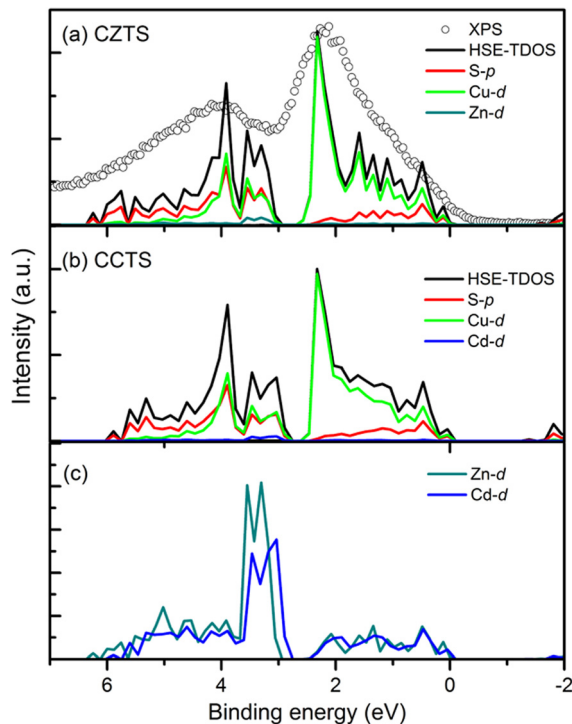 (a) CZTS
XPS
HSE-TDOS
S-p
Cu-d
Zn-d
(b) CCTS
HSE-TDOS
S-p
Cu-d
Cd-d
(c)
Zn-d
Cd-d
Intensity (a.u.)
6 4 2 0 -2
Binding energy (eV)